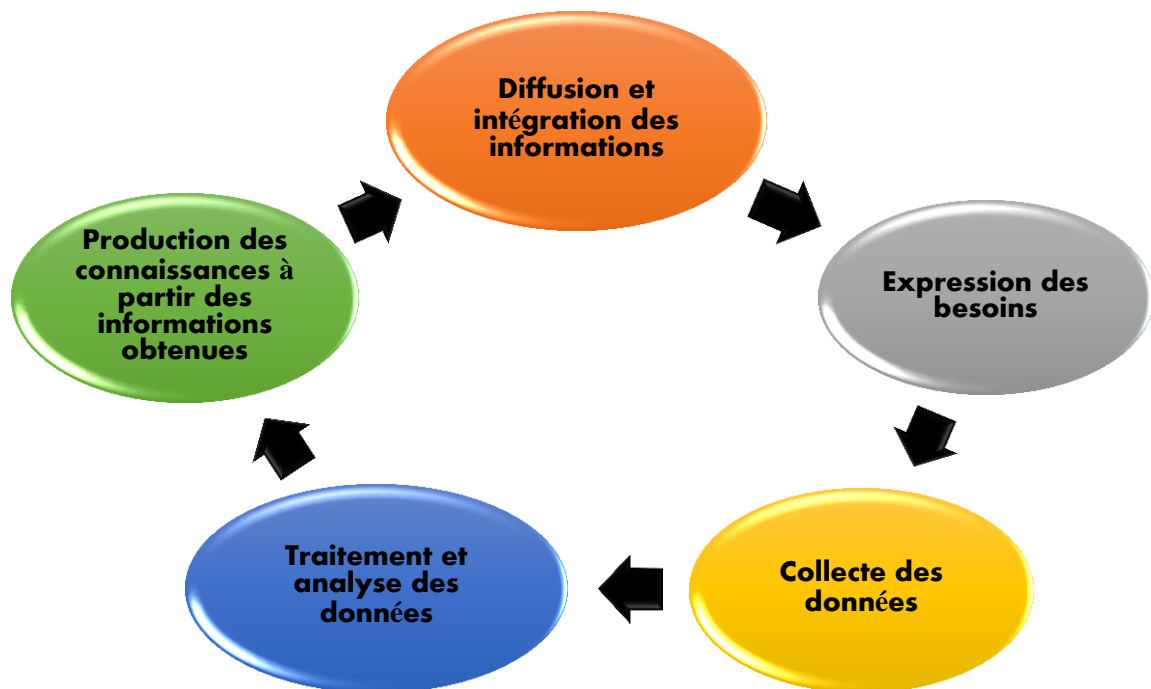 Diffusion et
intégration des
informations
Expression des
besoins
Collecte des
données
Traitement et
analyse des
données
Production des
connaissances à
partir des
informations
obtenues